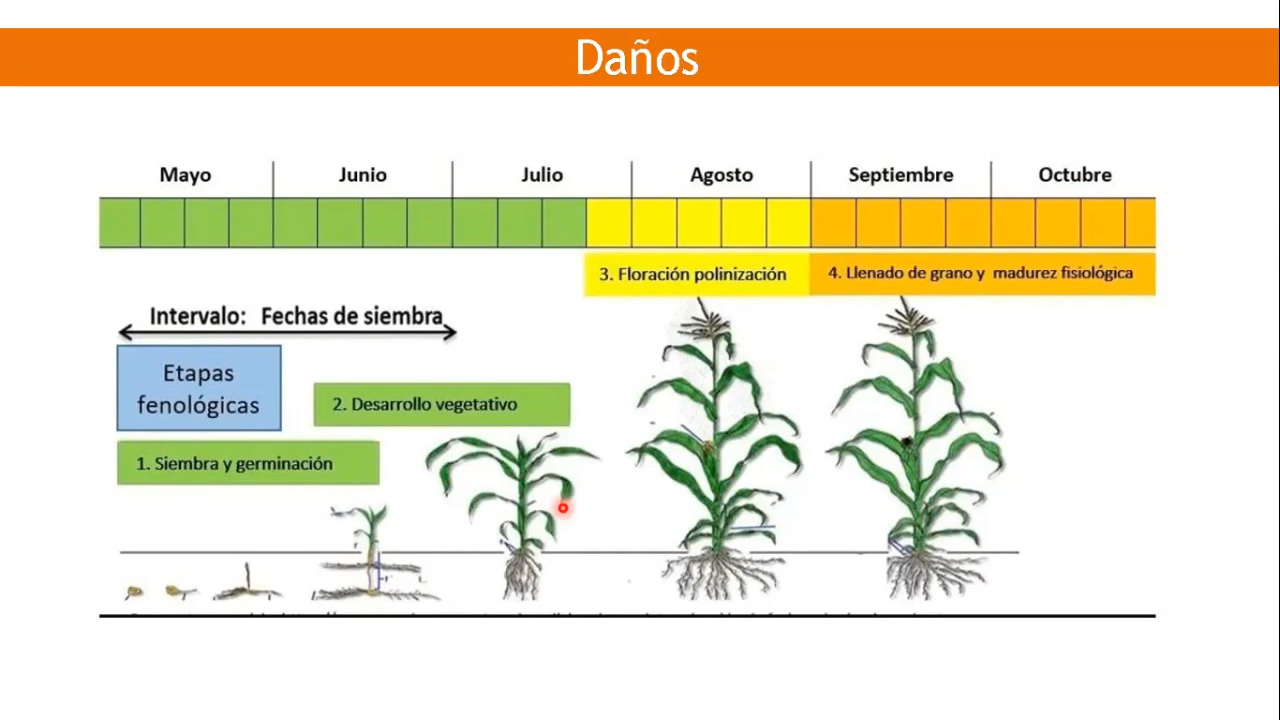 Daños
Mayo
Junio
Julio
Agosto
Septiembre
Octubre
3. Floración polinización
4. Llenado de grano y madurez fisiológica
Intervalo: Fechas de siembra
Etapas
fenológicas
2. Desarrollo vegetativo
1. Siembra y germinación